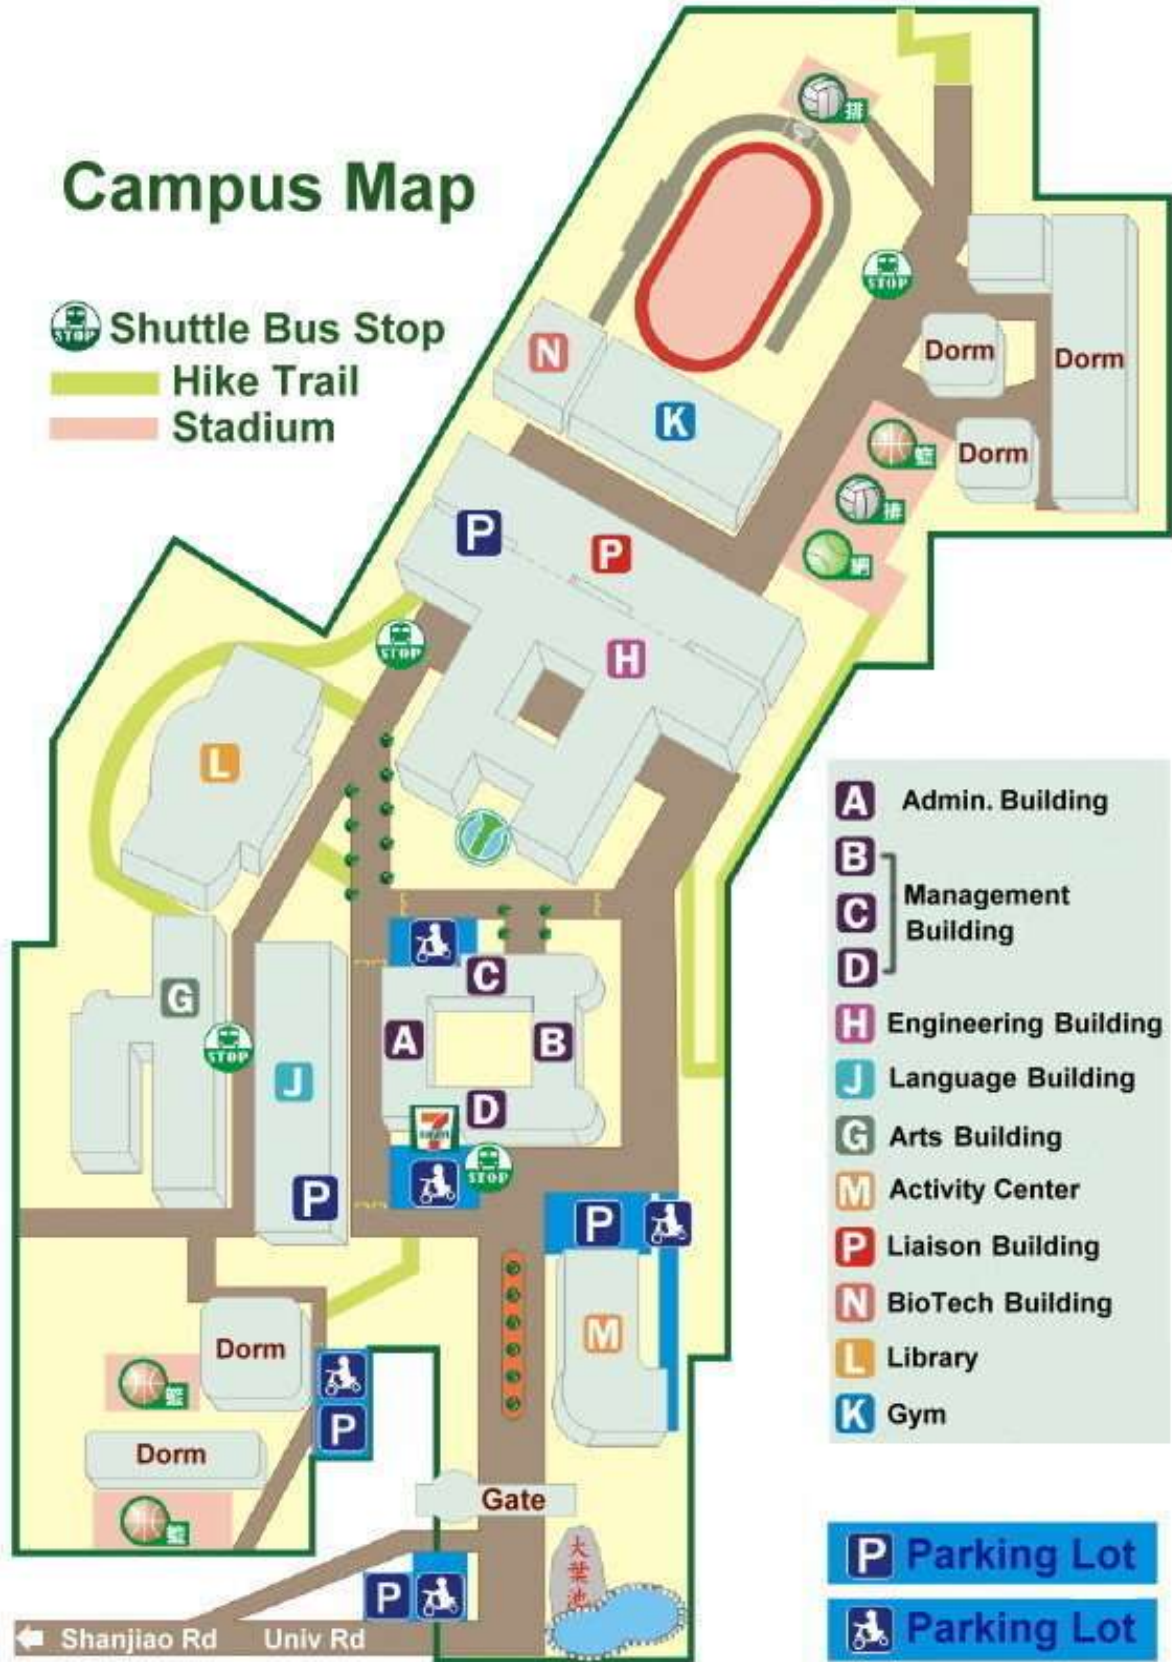 Campus Map
STOP Shuttle Bus Stop
Hike Trail
Stadium
排
STOP
Dorm
Dorm
Dorm
N
K
籃
排
網
P
P
H
STOP
L
G
STOP
J
P
C
A
B
D
7
STOP
P
M
Dorm
籃
P
Dorm
籃
Gate
大葉池
P
Shanjiao Rd Univ Rd
A Admin. Building
B
C Management Building
D
H Engineering Building
J Language Building
G Arts Building
M Activity Center
P Liaison Building
N BioTech Building
L Library
K Gym
P Parking Lot
Parking Lot